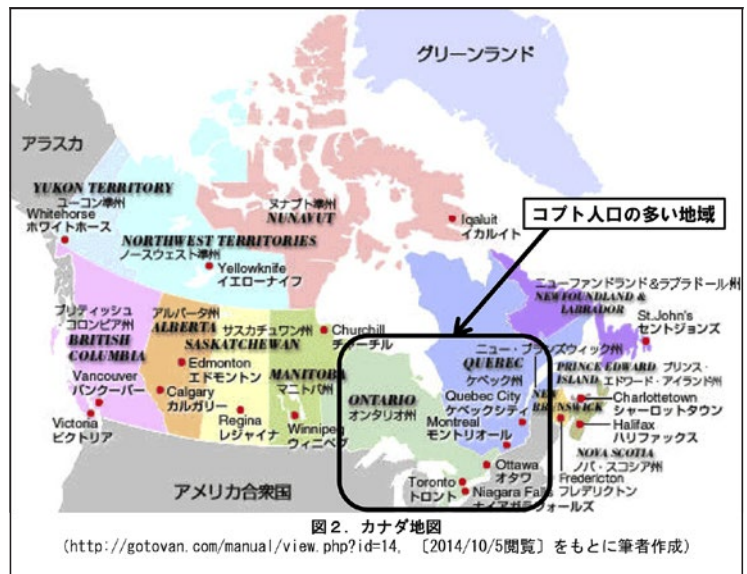 グリーンランド
アラスカ
YUKON TERRITORY
ユーコン準州
Whitehorse
ホワイトホース
ヌナブト準州
NUNAVUT
Iqaluit
イカルイト
コプト人口の多い地域
NORTHWEST TERRITORIES
ノースウェスト準州
Yellowknife
イエローナイフ
ニューファンドランド&ラブラドール州
NEWFOUNDLAND &
LABRADOR
St.John's
セントジョンズ
ブリティッシュ
コロンビア州
BRITISH
COLUMBIA
アルバータ州
ALBERTA
サスカチュワン州
SASKATCHEWAN
Churchill
チャーチル
Edmonton
エドモントン
MANITOBA
マニトバ州
Vancouver
バンクーバー
Calgary
カルガリー
Victoria
ビクトリア
Regina
レジャイナ
Winnipeg
ウィニペグ
ONTARIO
オンタリオ州
QUEBEC
ケベック州
Quebec City
ケベックシティ
Montreal
モントリオール
Ottawa
オタワ
Toronto
トロント
Niagara Falls
ナイアガラフォールズ
ニュー・ブランズウィック州
NEW
BRUNSWICK
PRINCE EDWARD プリンス・
ISLAND エドワード・アイランド州
Charlottetown
シャーロットタウン
Halifax
ハリファックス
NOVA SCOTIA
ノバ・スコシア州
Fredericton
フレデリクトン
アメリカ合衆国
図2. カナダ地図
(http://gotovan.com/manual/view.php?id=14, 〔2014/10/5閲覧〕をもとに筆者作成)